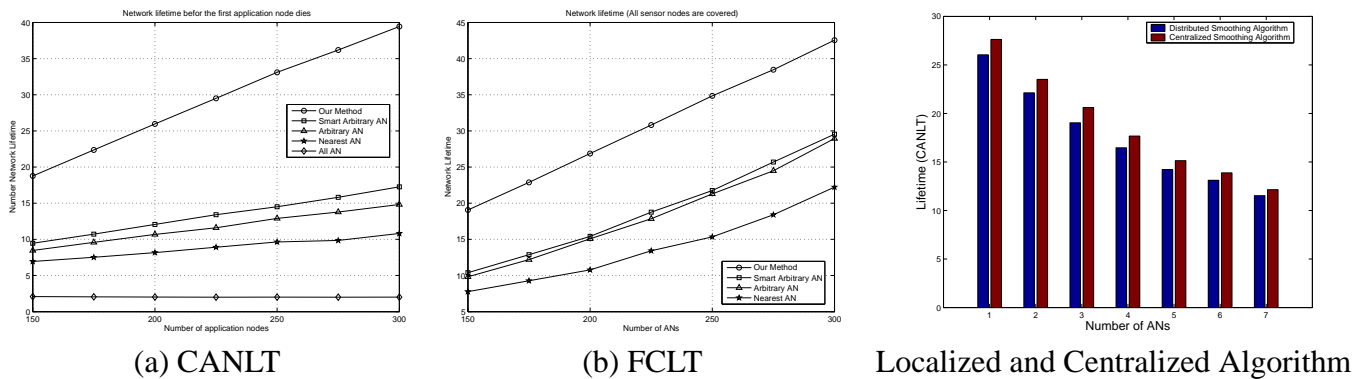 Network lifetime befor the first application node dies
Number Network Lifetime
40
35
30
25
20
15
10
5
0
150
200
250
300
Our Method
Smart Arbitrary AN
Arbitrary AN
Nearest AN
All AN
Number of application nodes
(a) CANLT
Network lifetime (All sensor nodes are covered)
Network Lifetime
45
40
35
30
25
20
15
10
5
150
200
250
300
Our Method
Smart Arbitrary AN
Arbitrary AN
Nearest AN
Number of ANs
(b) FCLT
Lifetime (CANLT)
30
25
20
15
10
5
0
Distributed Smoothing Algorithm
Centralized Smoothing Algorithm
1
2
3
4
5
6
7
Number of ANs
Localized and Centralized Algorithm